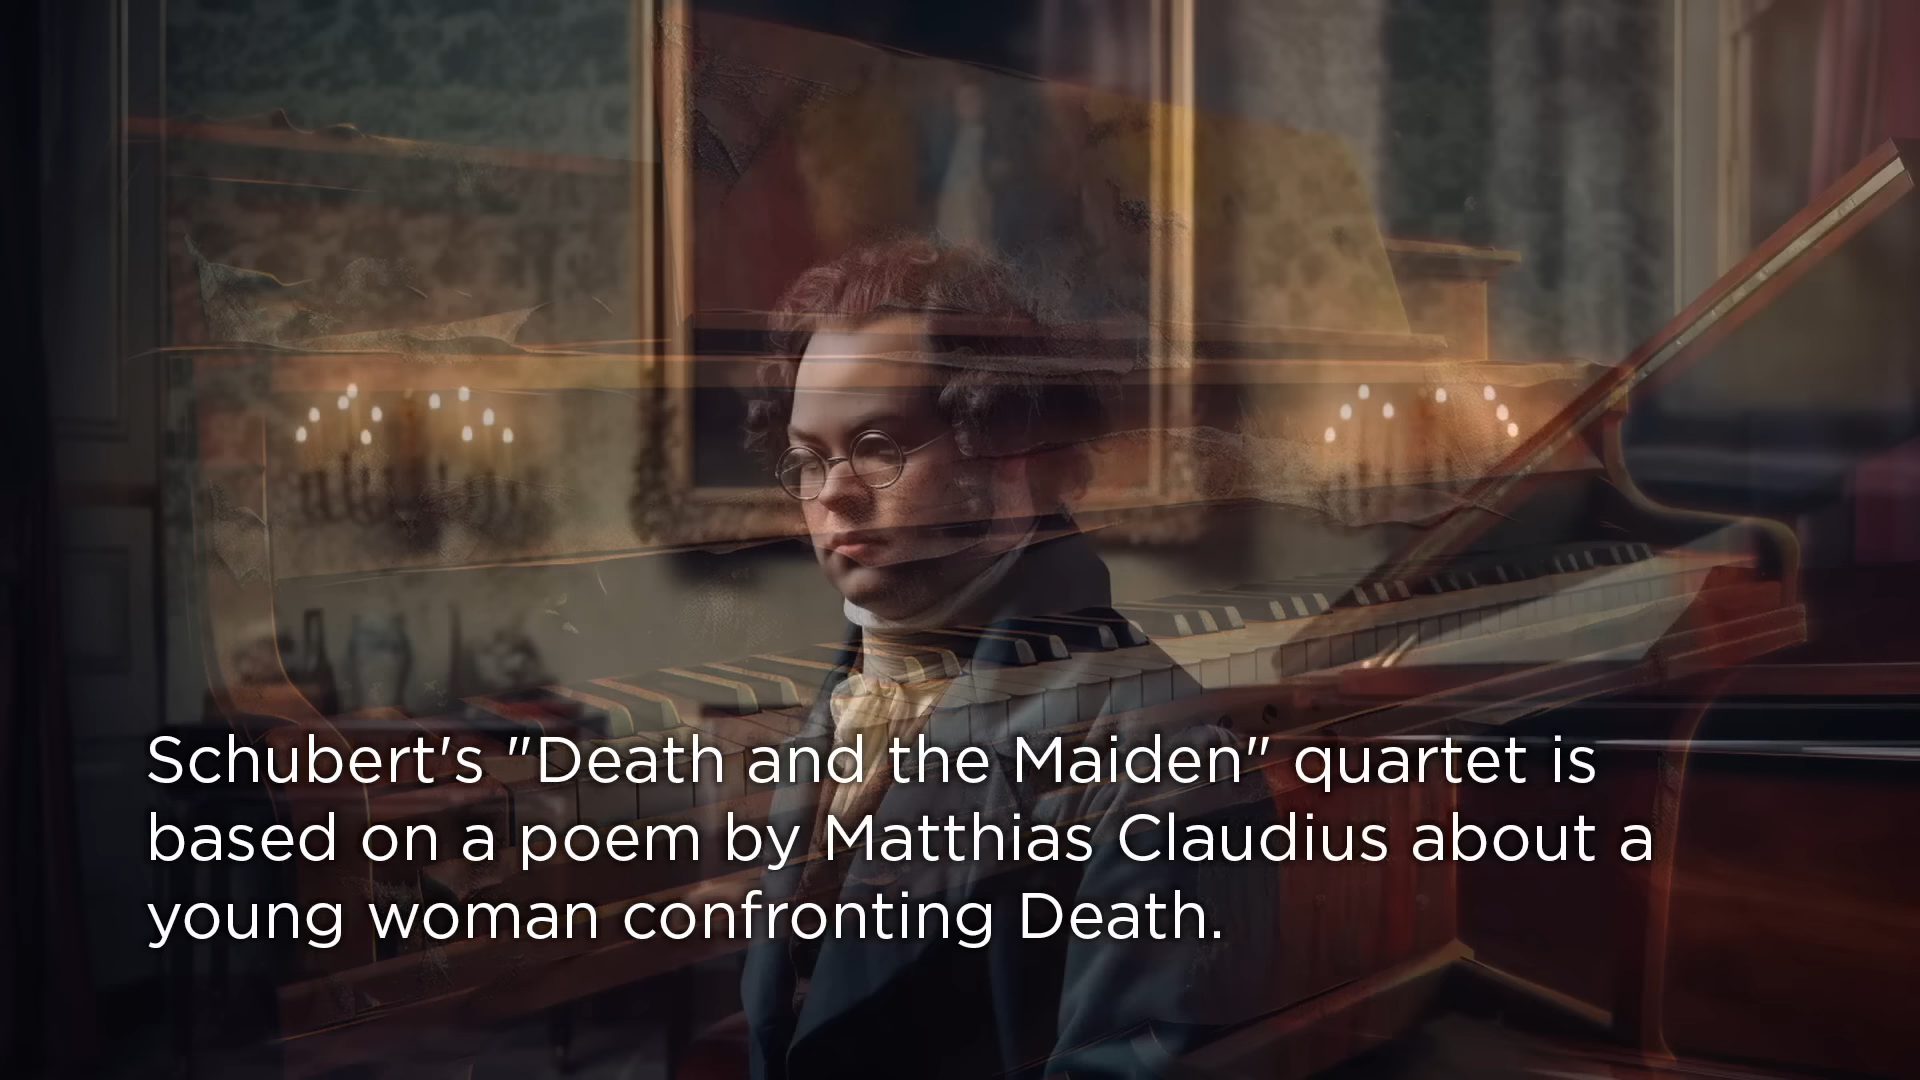 Schubert's "Death and the Maiden" quartet is
based on a poem by Matthias Claudius about a
young woman confronting Death.